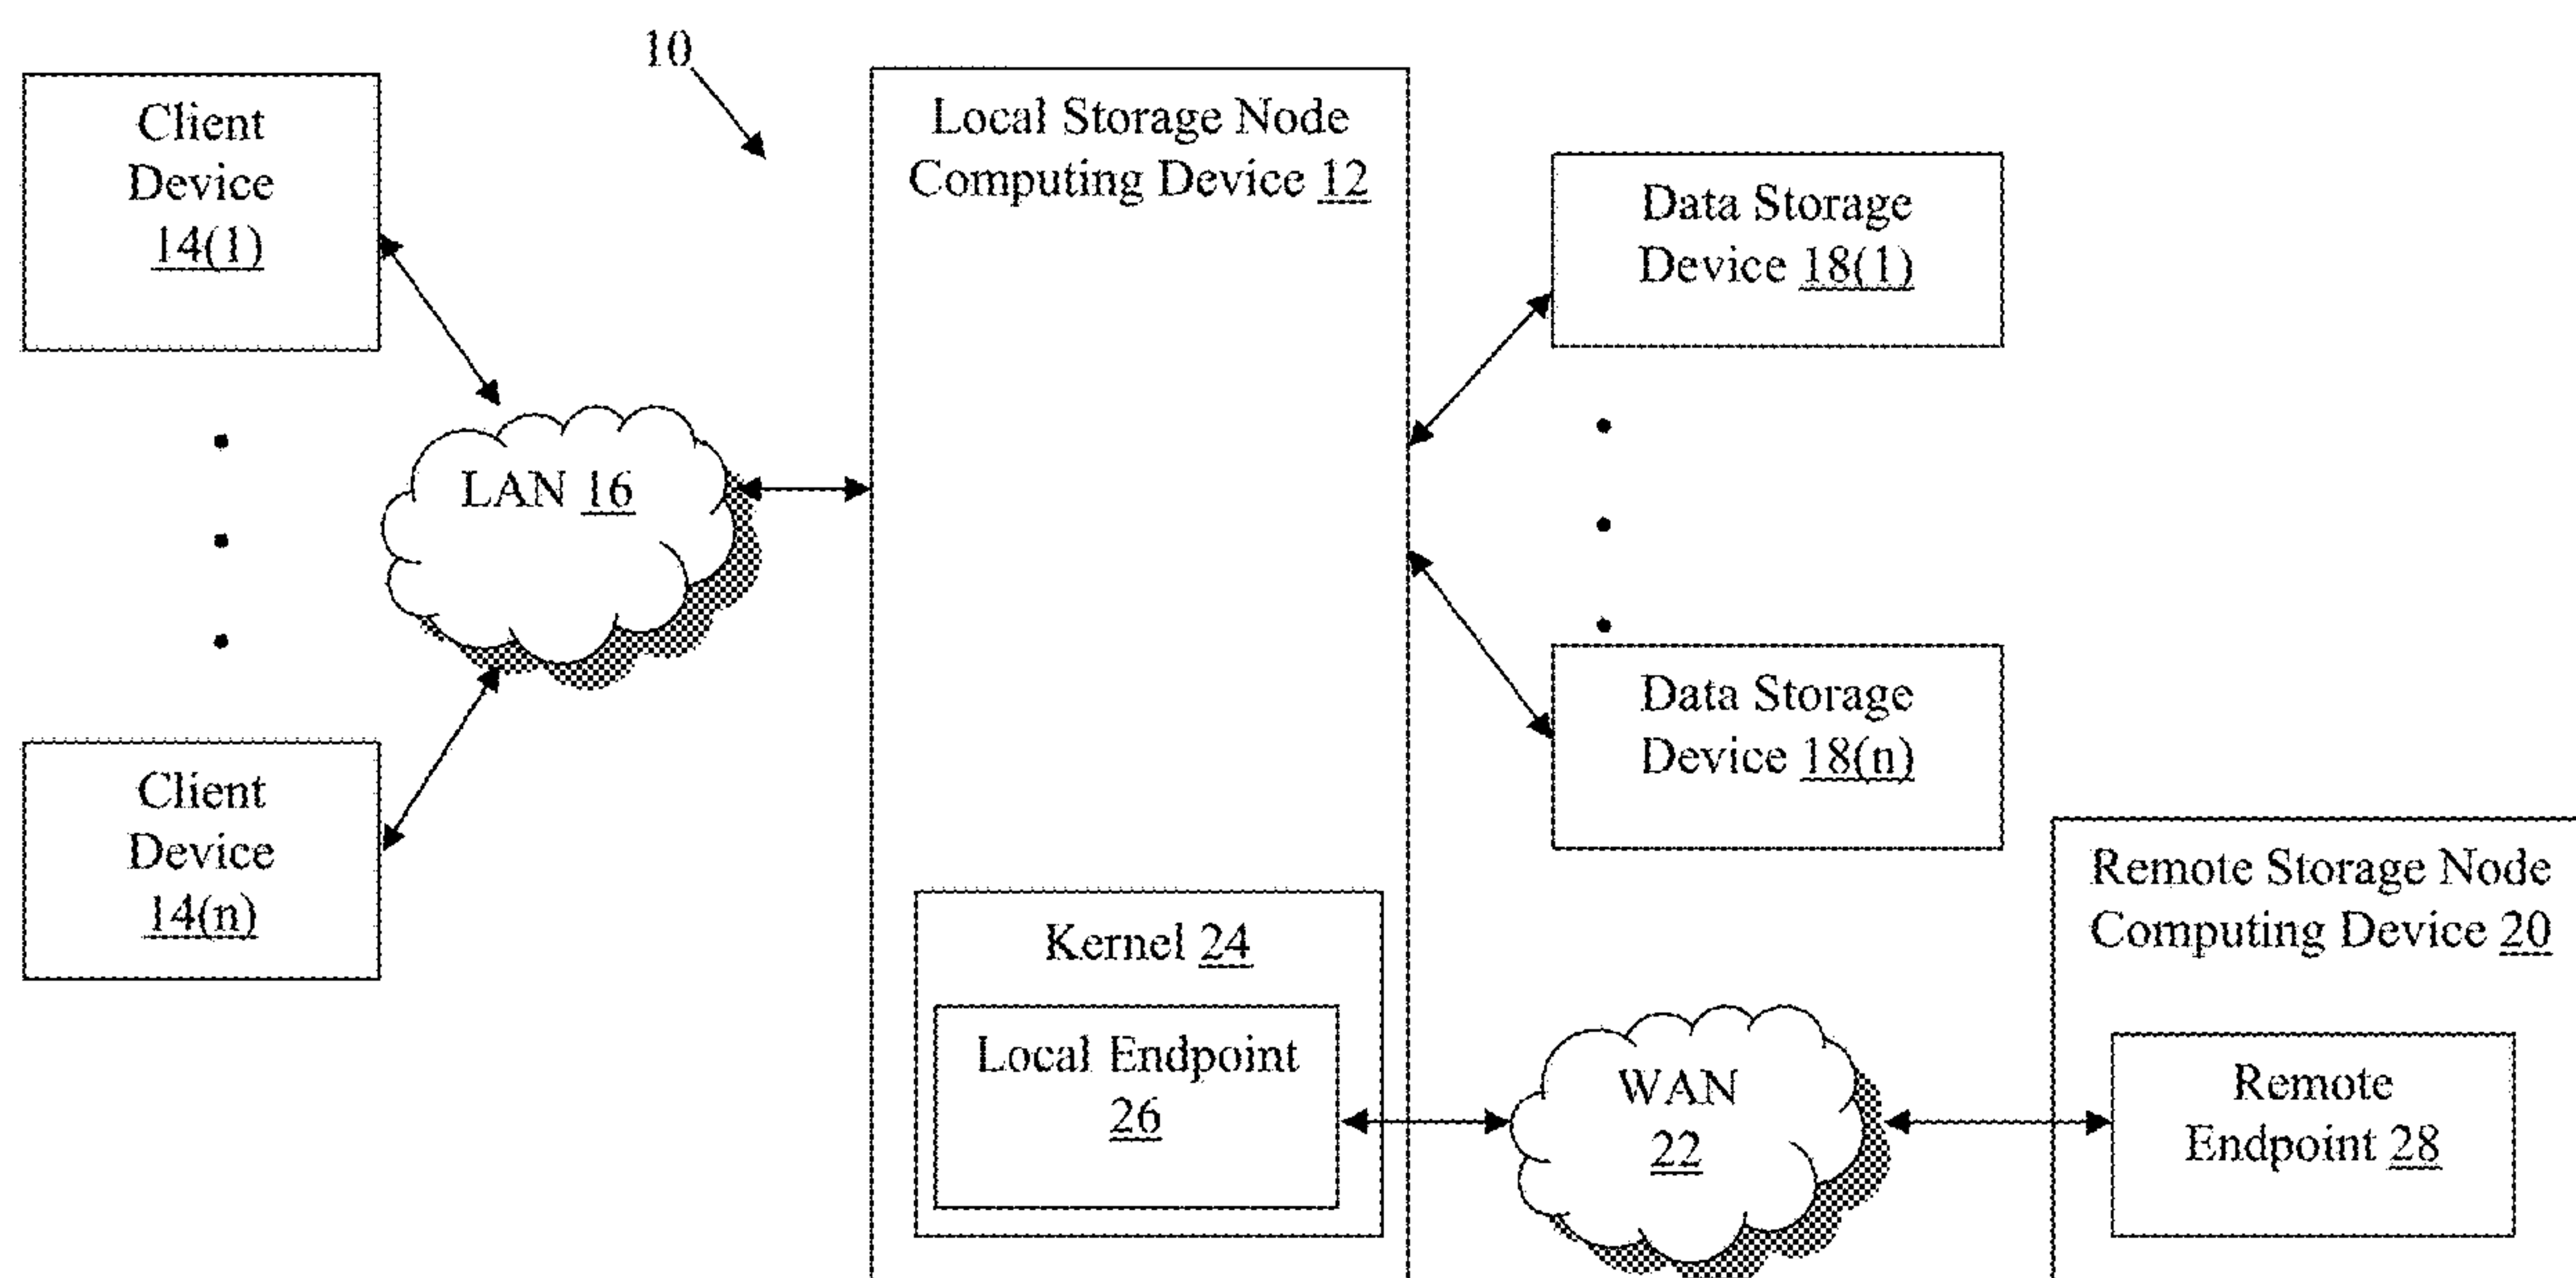 10
Client
Device
14(1)
Local Storage Node
Computing Device 12
Data Storage
Device 18(1)
LAN 16
Data Storage
Device 18(n)
Client
Device
14(n)
Remote Storage Node
Computing Device 20
Kernel 24
Local Endpoint
26
WAN
22
Remote
Endpoint 28